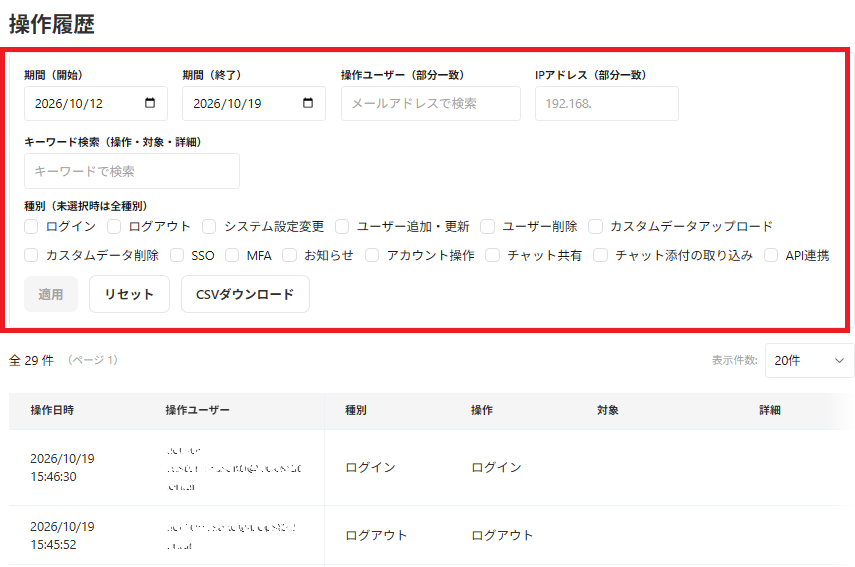 操作履歴
期間（開始） 期間（終了） 操作ユーザー（部分一致） IPアドレス（部分一致）
2026/10/12 2026/10/19 メールアドレスで検索 192.168.
キーワード検索（操作・対象・詳細）
キーワードで検索
種別（未選択時は全種別）
ログイン ログアウト システム設定変更 ユーザー追加・更新 ユーザー削除 カスタムデータアップロード
カスタムデータ削除 SSO MFA お知らせ アカウント操作 チャット共有 チャット添付の取り込み API連携
適用 リセット CSVダウンロード
全 29 件 （ページ 1） 表示件数: 20件
操作日時 操作ユーザー 種別 操作 対象 詳細
2026/10/19
15:46:30 ログイン ログイン
2026/10/19
15:45:52 ログアウト ログアウト